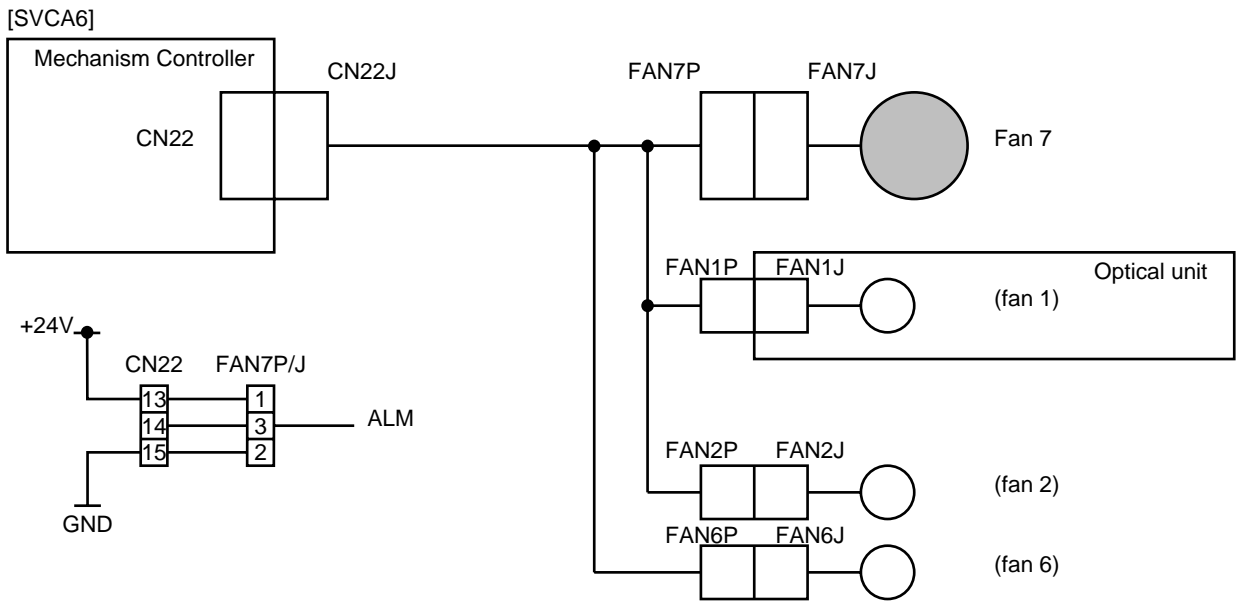 [SVCA6]
Mechanism Controller
CN22J
FAN7P
FAN7J
CN22
Fan 7
FAN1P
FAN1J
Optical unit
(fan 1)
+24V
CN22
FAN7P/J
13
1
14
3
ALM
15
2
GND
FAN2P
FAN2J
(fan 2)
FAN6P
FAN6J
(fan 6)